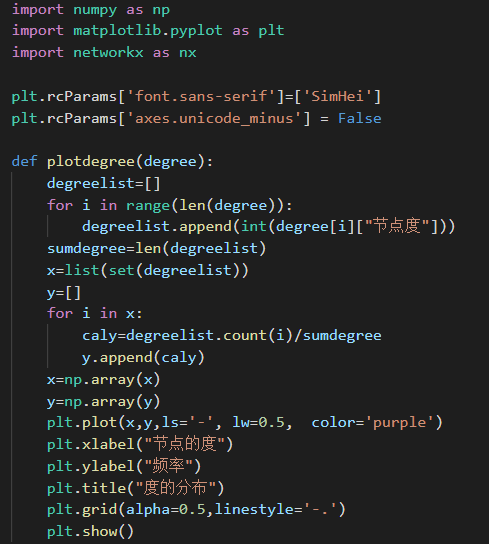 import numpy as np
import matplotlib.pyplot as plt
import networkx as nx
plt.rcParams['font.sans-serif']=['SimHei']
plt.rcParams['axes.unicode_minus'] = False
def plotdegree(degree):
    degreelist=[]
    for i in range(len(degree)):
        degreelist.append(int(degree[i]["节点度"]))
    sumdegree=len(degreelist)
    x=list(set(degreelist))
    y=[]
    for i in x:
        caly=degreelist.count(i)/sumdegree
        y.append(caly)
    x=np.array(x)
    y=np.array(y)
    plt.plot(x,y,ls='-', lw=0.5,  color='purple')
    plt.xlabel("节点的度")
    plt.ylabel("频率")
    plt.title("度的分布")
    plt.grid(alpha=0.5,linestyle='-.')
    plt.show()